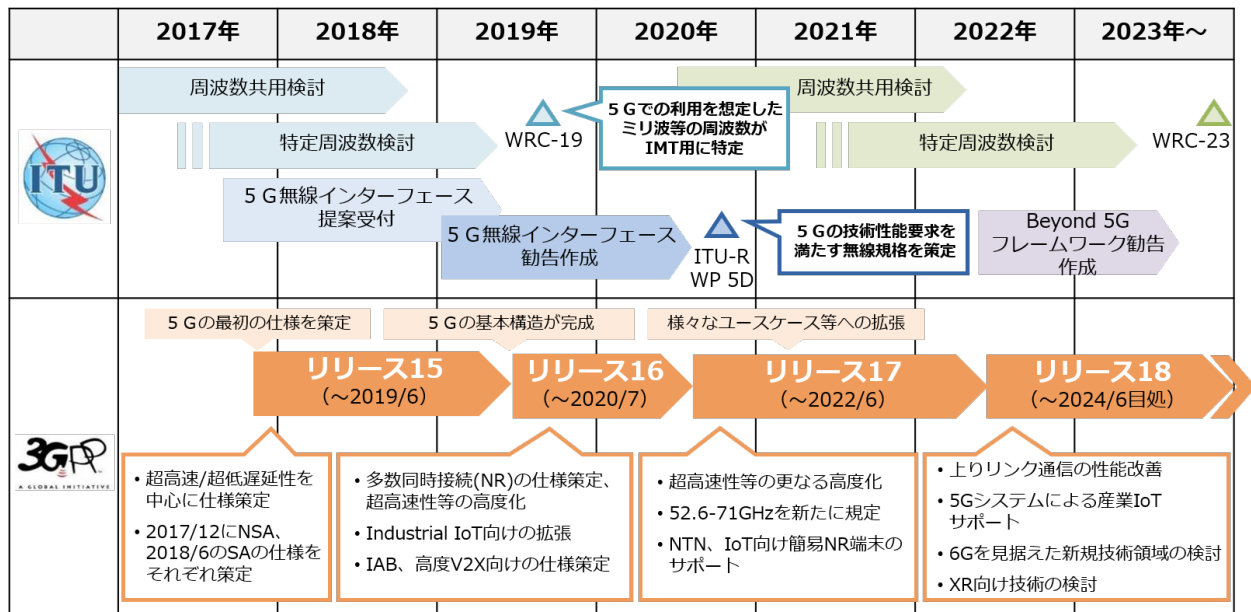 2017年 2018年 2019年 2020年 2021年 2022年 2023年~
ITU
周波数共用検討
特定周波数検討
WRC-19
5Gでの利用を想定した
ミリ波等の周波数が
IMT用に特定
周波数共用検討
特定周波数検討
WRC-23
5G無線インターフェース
提案受付
5G無線インターフェース
勧告作成
ITU-R
WP 5D
5Gの技術性能要求を
満たす無線規格を策定
Beyond 5G
フレームワーク勧告
作成
3GPP
A GLOBAL INITIATIVE
5Gの最初の仕様を策定
5Gの基本構造が完成
様々なユースケース等への拡張
リリース15
(~2019/6)
リリース16
(~2020/7)
リリース17
(~2022/6)
リリース18
(~2024/6目処)
• 超高速/超低遅延性を
中心に仕様策定
• 2017/12にNSA、
2018/6のSAの仕様を
それぞれ策定
• 多数同時接続(NR)の仕様策定、
超高速性等の高度化
• Industrial IoT向けの拡張
• IAB、高度V2X向けの仕様策定
• 超高速性等の更なる高度化
• 52.6-71GHzを新たに規定
• NTN、IoT向け簡易NR端末の
サポート
• 上りリンク通信の性能改善
• 5Gシステムによる産業IoT
サポート
• 6Gを見据えた新規技術領域の検討
• XR向け技術の検討